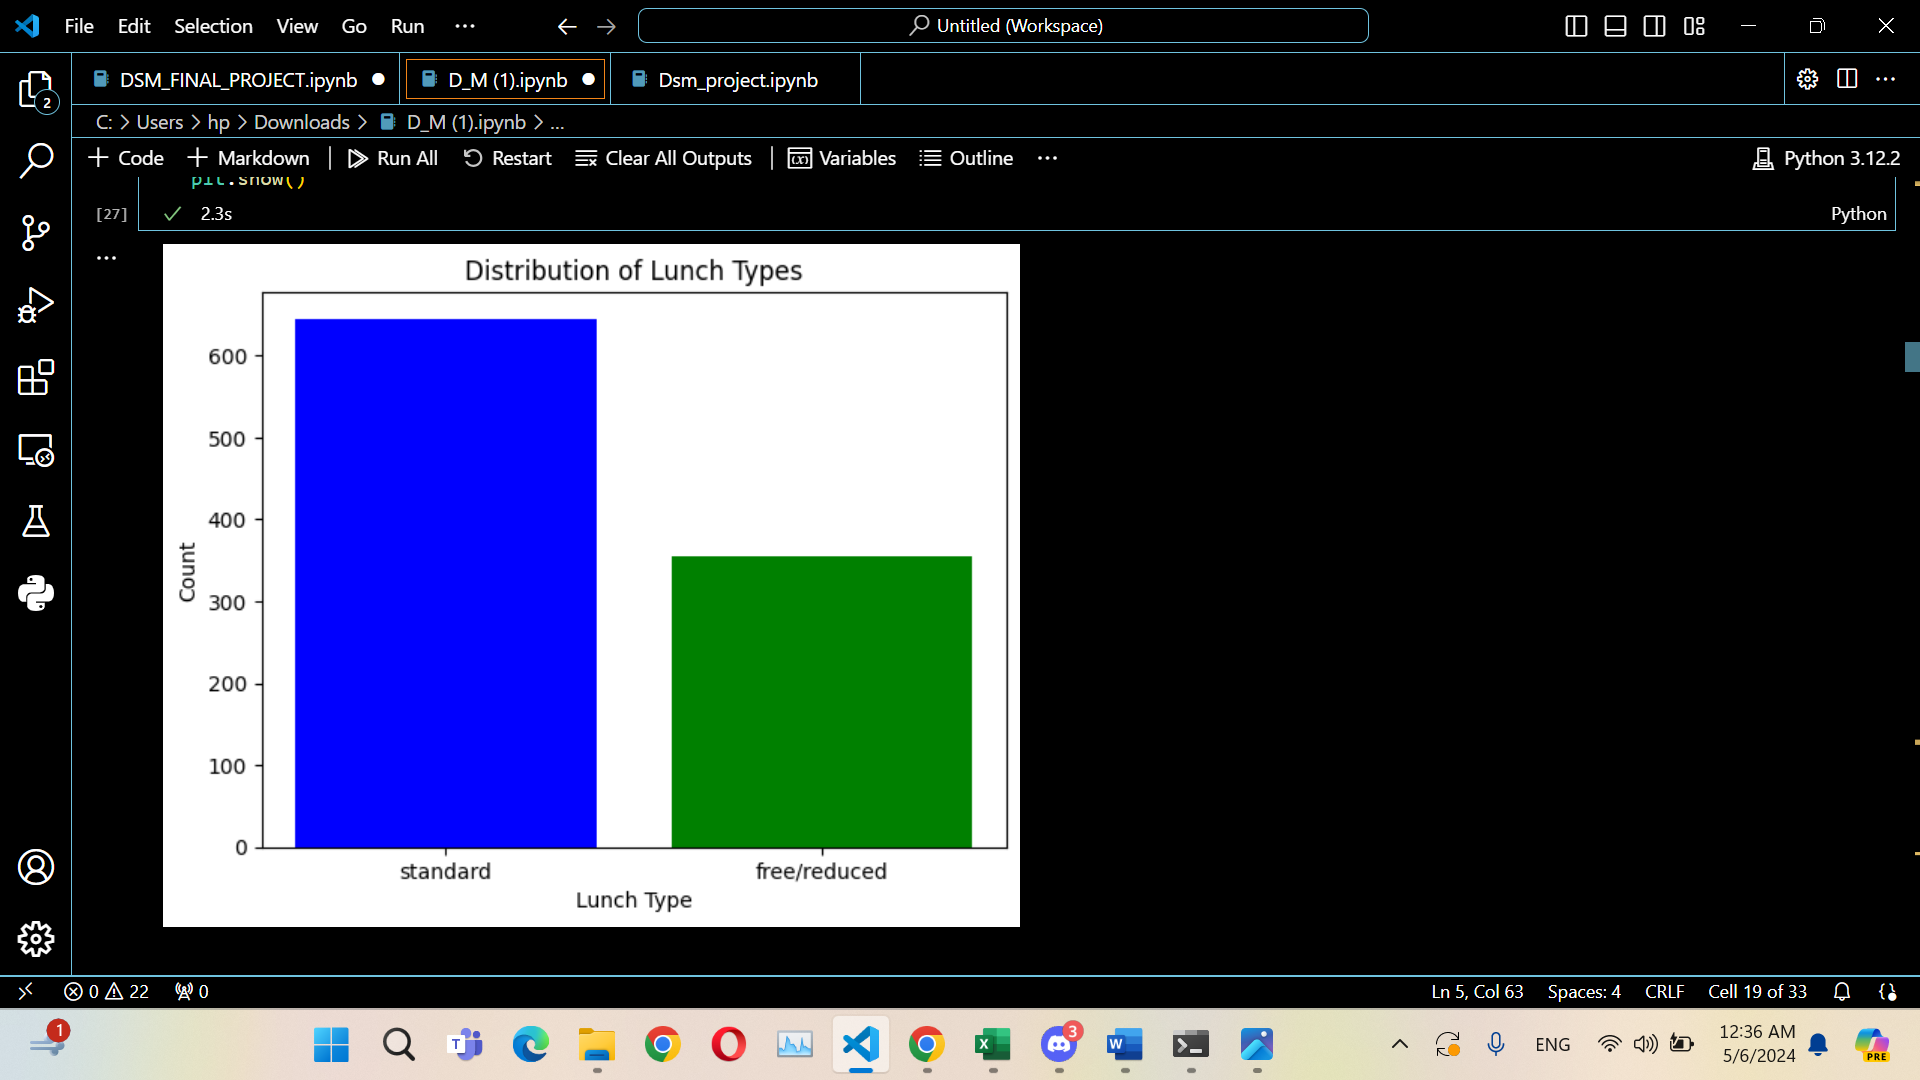 File Edit Selection View Go Run ···
Untitled (Workspace)
2
DSM_FINAL_PROJECT.ipynb
D_M (1).ipynb
Dsm_project.ipynb
C: > Users > hp > Downloads > D_M (1).ipynb > ...
+ Code + Markdown | Run All Restart Clear All Outputs | Variables Outline ···
Python 3.12.2
plt.show()
[27] ✓ 2.3s
Python
Distribution of Lunch Types
600
500
400
300
200
100
0
Count
standard free/reduced
Lunch Type
0 22 0
Ln 5, Col 63 Spaces: 4 CRLF Cell 19 of 33
1
3
ENG
12:36 AM
5/6/2024
PRE